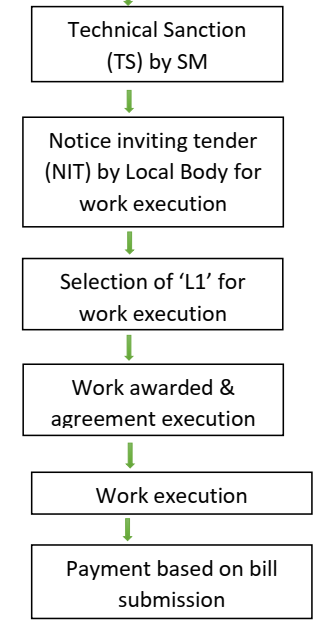 Technical Sanction
(TS) by SM
Notice inviting tender
(NIT) by Local Body for
work execution
Selection of ‘L1’ for
work execution
Work awarded &
agreement execution
Work execution
Payment based on bill
submission